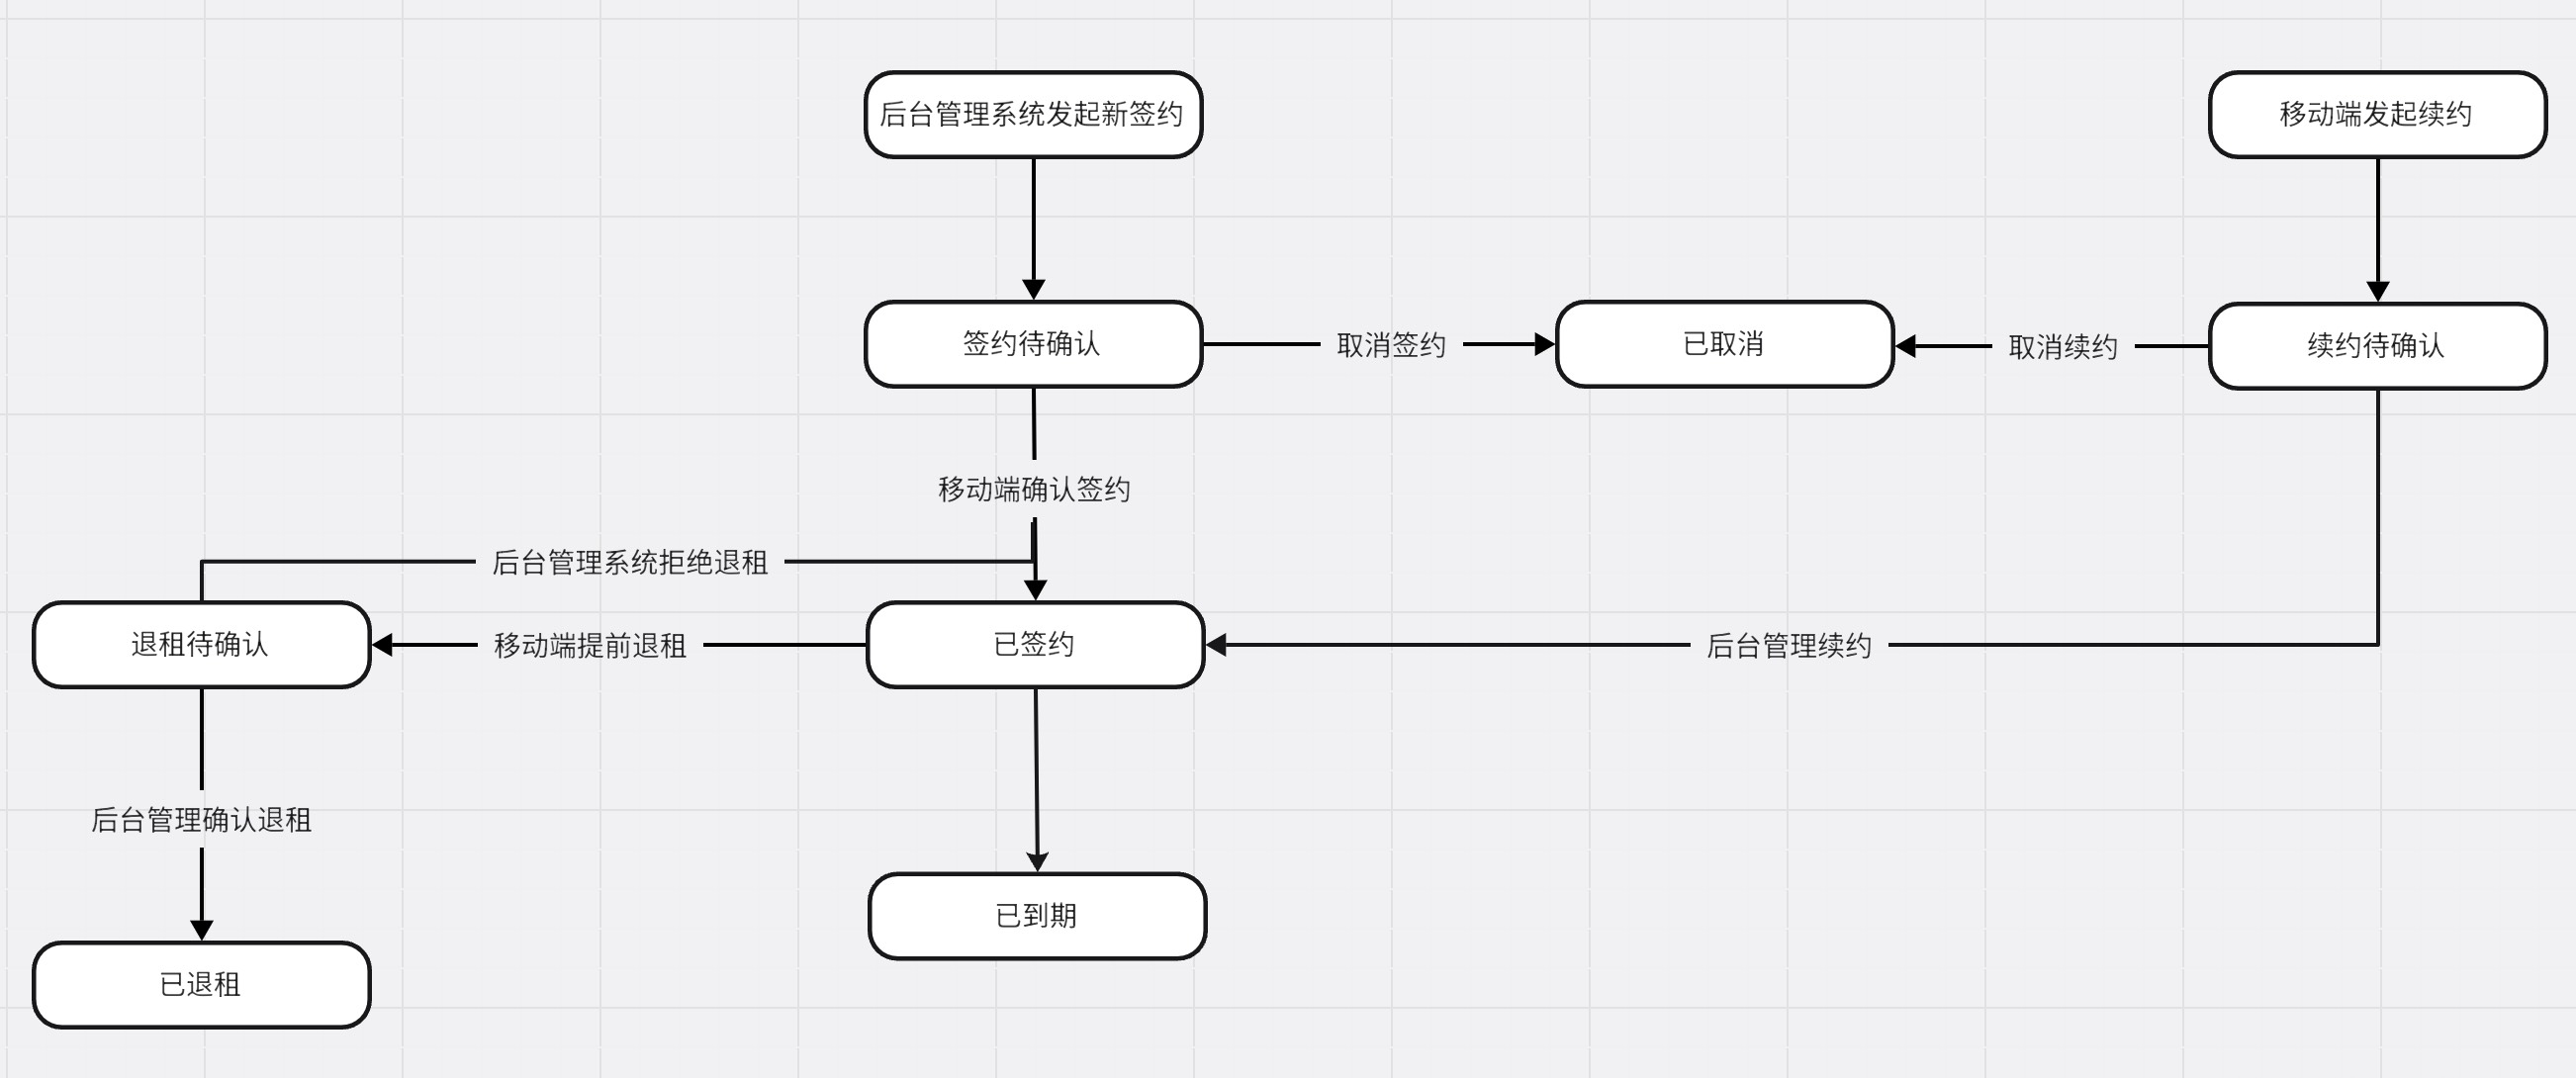 后台管理系统发起新签约
移动端发起续约
签约待确认
取消签约
已取消
取消续约
续约待确认
移动端确认签约
后台管理系统拒绝退租
退租待确认
移动端提前退租
已签约
后台管理续约
后台管理确认退租
已到期
已退租